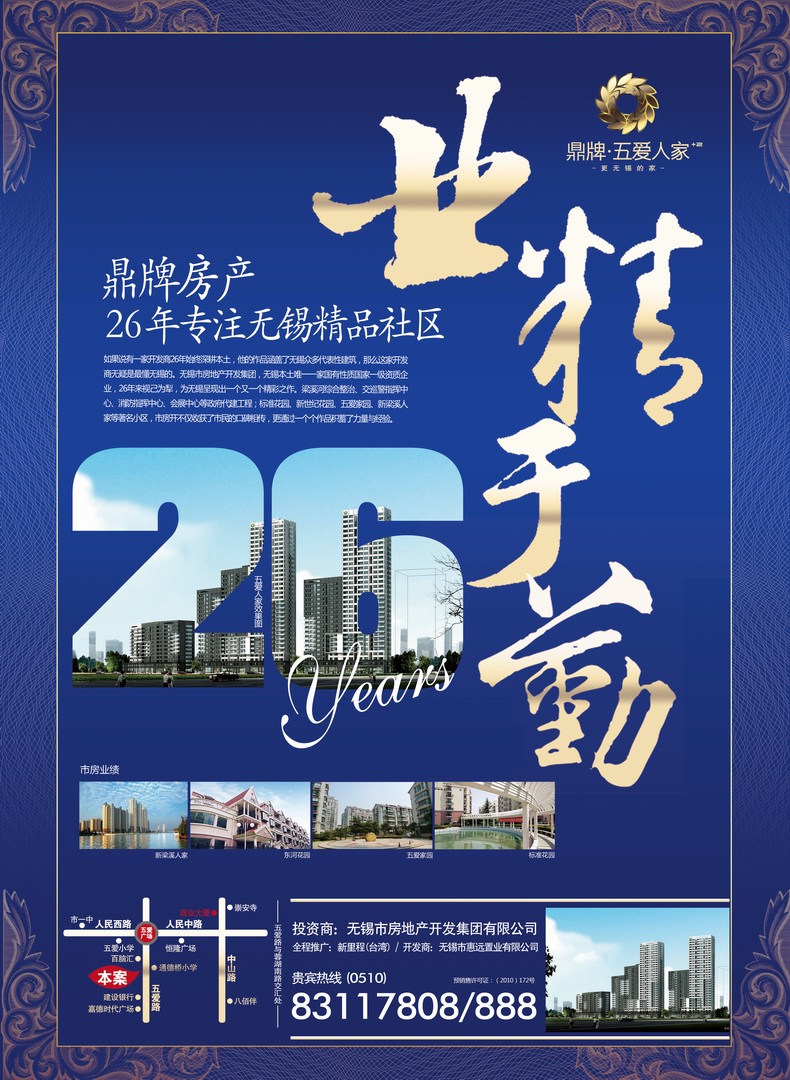 鼎牌·五爱人家
更无锡的家
业精于勤
鼎牌房产
26年专注无锡精品社区
如果说有一家开发商26年始终深耕本土，他的作品涵盖了无锡众多代表性建筑，那么这家开发
商无疑是最懂无锡的。无锡市房地产开发集团，无锡本土唯一一家国有性质国家一级资质企
业，26年来视己为犁，为无锡呈现出一个又一个精彩之作。梁溪河综合整治、交巡警指挥中
心、消防指挥中心、会展中心等政府代建工程；标准花园、新世纪花园、五爱家园、新梁溪人
家等著名小区，市房开不仅收获了市民的口碑相传，更通过一个个作品积蓄了力量与经验。
26
Years
五爱人家效果图
市房业绩
新梁溪人家
东河花园
五爱家园
标准花园
市一中
人民西路
五爱广场
人民中路
商业大厦
崇安寺
五爱小学
恒隆广场
百脑汇
道德桥小学
中山路
本案
建设银行
五爱路
八佰伴
嘉德时代广场
五爱路与蓉湖南路交汇处
投资商：无锡市房地产开发集团有限公司
全程推广：新里程(台湾) / 开发商：无锡市惠远置业有限公司
贵宾热线 (0510)
预销售许可证：（2010）172号
83117808/888